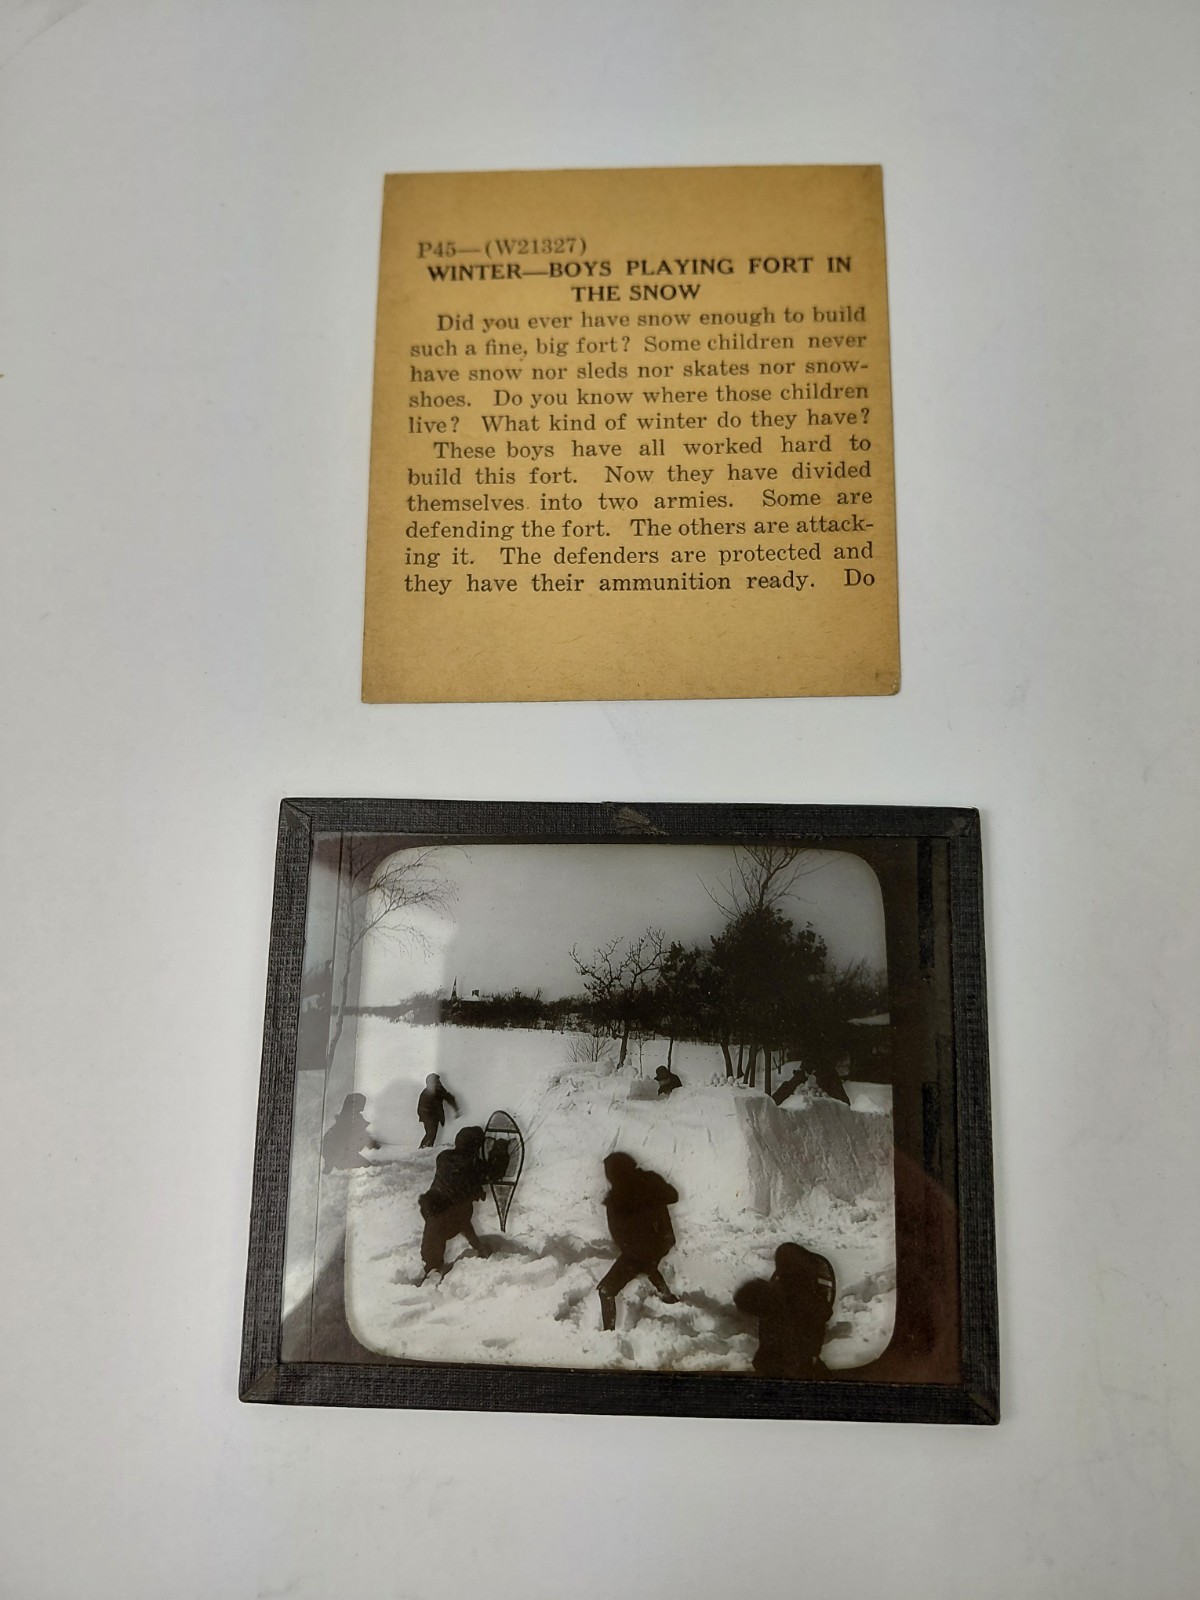 P45—(W21327)
WINTER—BOYS PLAYING FORT IN
THE SNOW
Did you ever have snow enough to build
such a fine, big fort? Some children never
have snow nor sleds nor skates nor snow-
shoes. Do you know where those children
live? What kind of winter do they have?
These boys have all worked hard to
build this fort. Now they have divided
themselves into two armies. Some are
defending the fort. The others are attack-
ing it. The defenders are protected and
they have their ammunition ready. Do